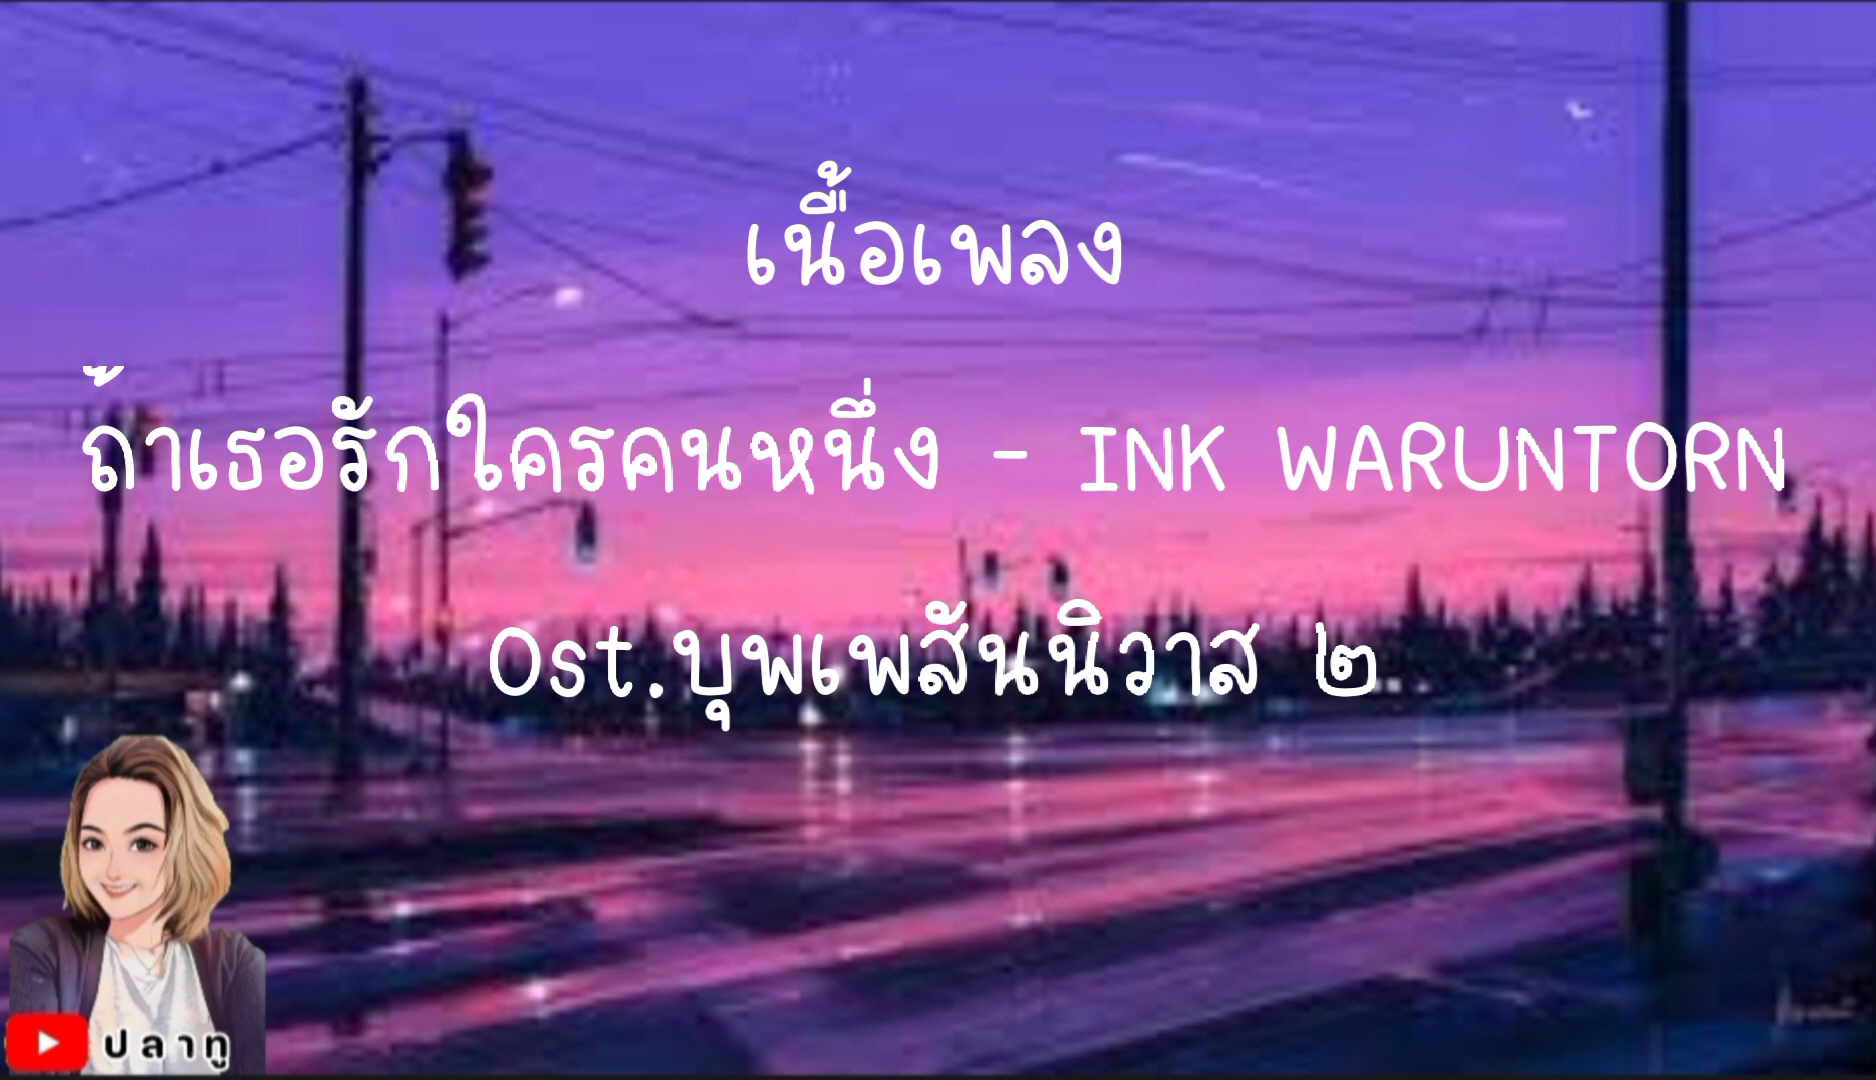 เนื้อเพลง
ถ้าเธอรักใครคนหนึ่ง - INK WARUNTORN
Ost.บุพเพสันนิวาส ๒
ปลาทู